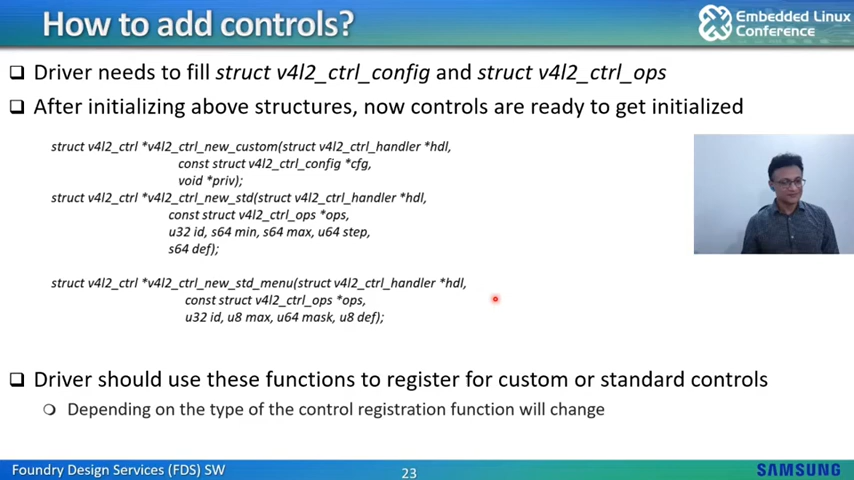 How to add controls?
Embedded Linux
Conference
Driver needs to fill struct v4l2_ctrl_config and struct v4l2_ctrl_ops
After initializing above structures, now controls are ready to get initialized
struct v4l2_ctrl *v4l2_ctrl_new_custom(struct v4l2_ctrl_handler *hdl,
const struct v4l2_ctrl_config *cfg,
void *priv);
struct v4l2_ctrl *v4l2_ctrl_new_std(struct v4l2_ctrl_handler *hdl,
const struct v4l2_ctrl_ops *ops,
u32 id, s64 min, s64 max, u64 step,
s64 def);
struct v4l2_ctrl *v4l2_ctrl_new_std_menu(struct v4l2_ctrl_handler *hdl,
const struct v4l2_ctrl_ops *ops,
u32 id, u8 max, u64 mask, u8 def);
Driver should use these functions to register for custom or standard controls
Depending on the type of the control registration function will change
Foundry Design Services (FDS) SW
23
SAMSUNG